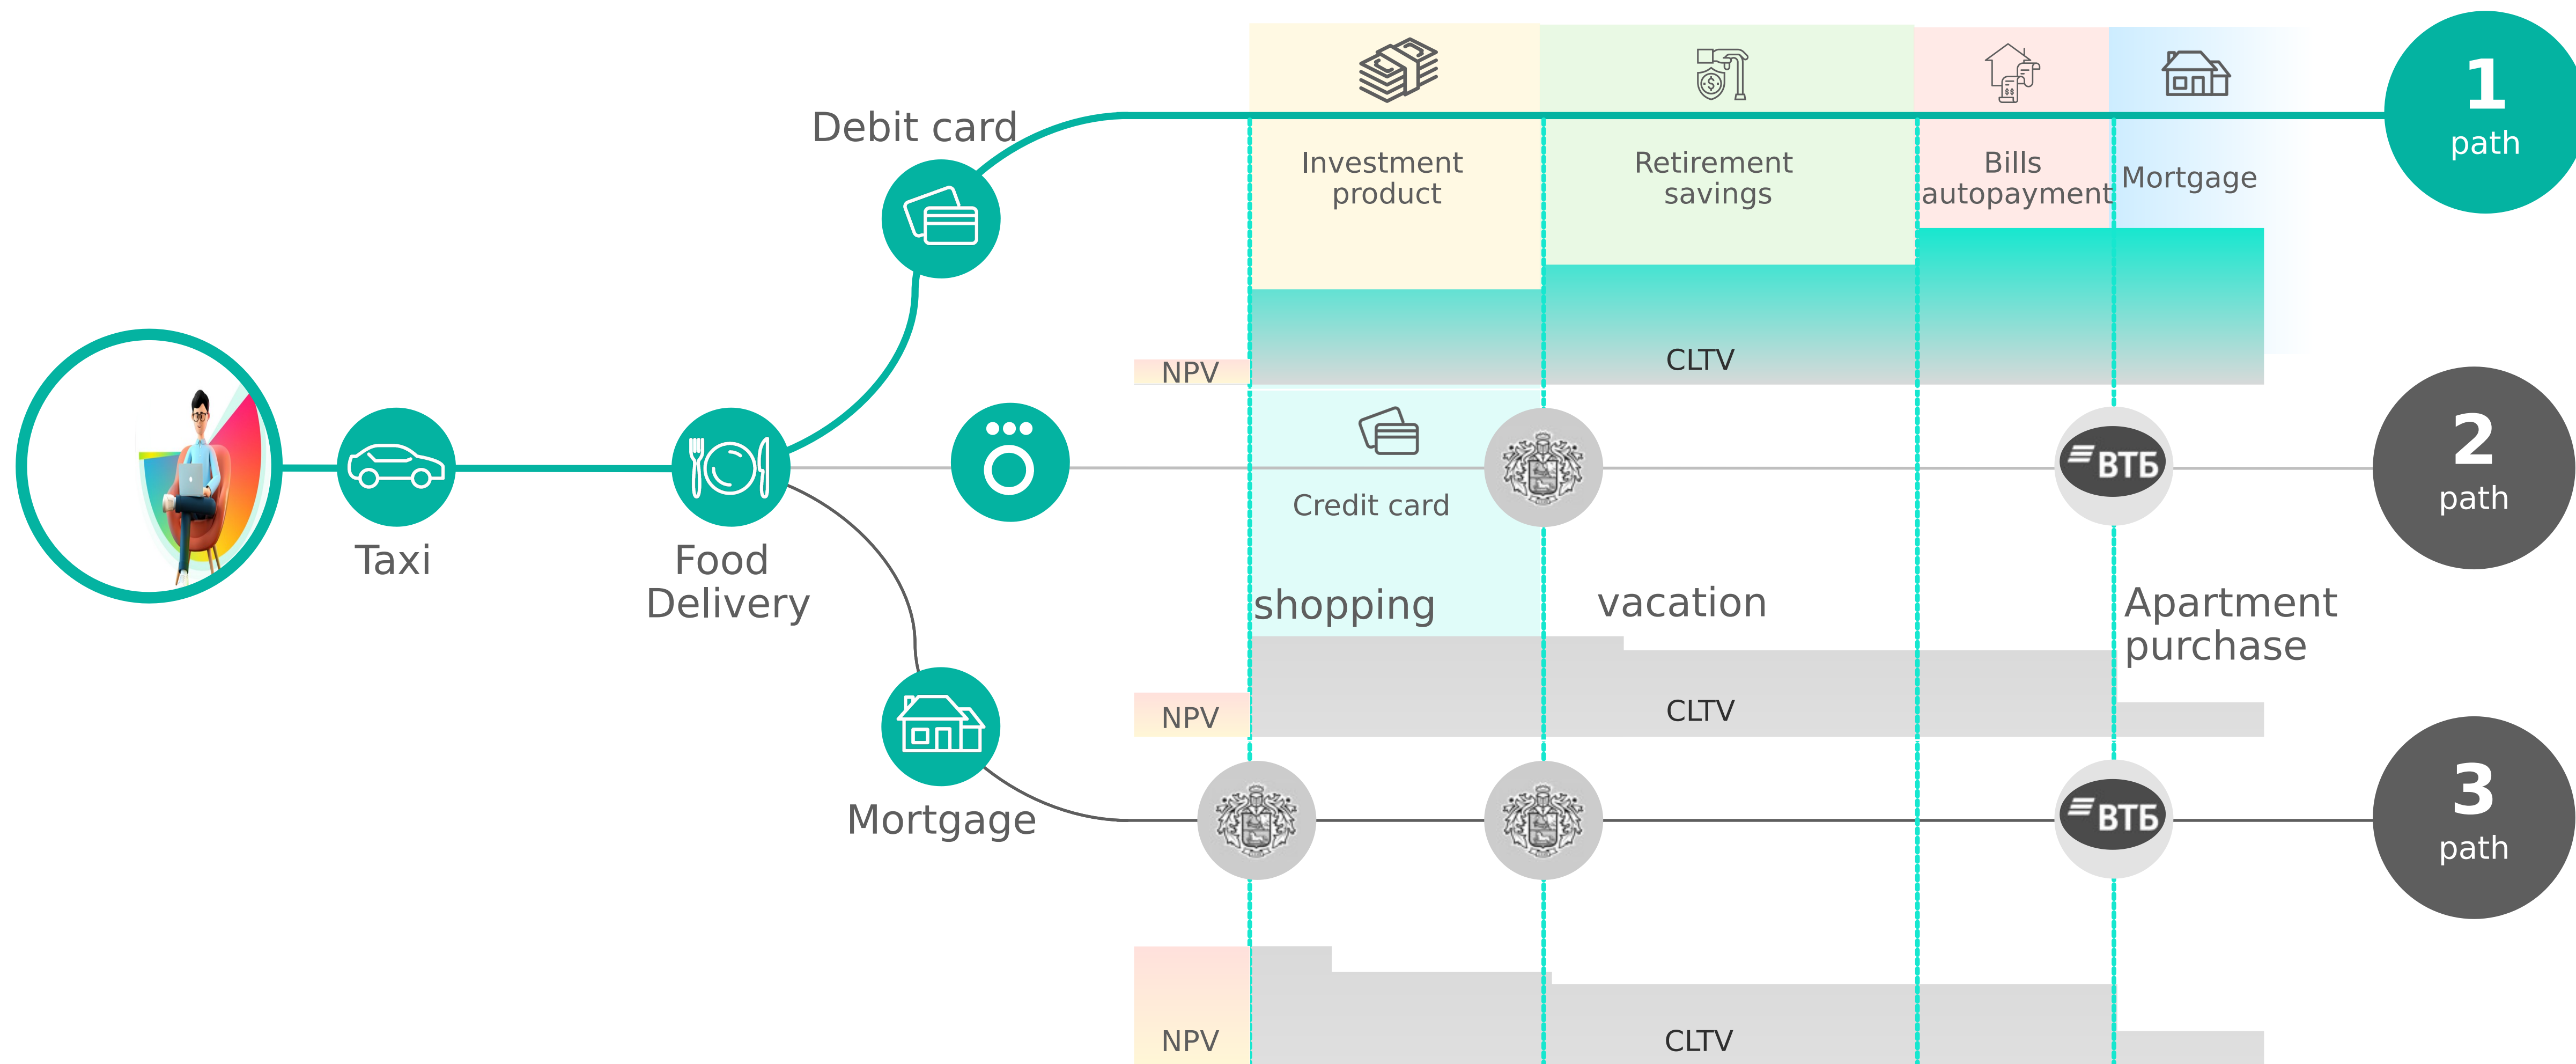 1
path
Debit card
Investment
product
Retirement
savings
Bills
autopayment
Mortgage
NPV
CLTV
2
path
ВТБ
Credit card
Taxi
Food
Delivery
shopping
vacation
Apartment
purchase
NPV
CLTV
3
path
ВТБ
Mortgage
NPV
CLTV